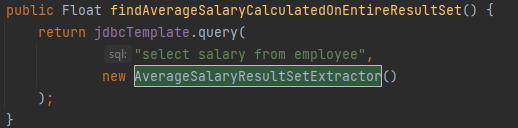 public Float findAverageSalaryCalculatedOnEntireResultSet() {
return jdbcTemplate.query(
sql: "select salary from employee",
new AverageSalaryResultSetExtractor()
);
}